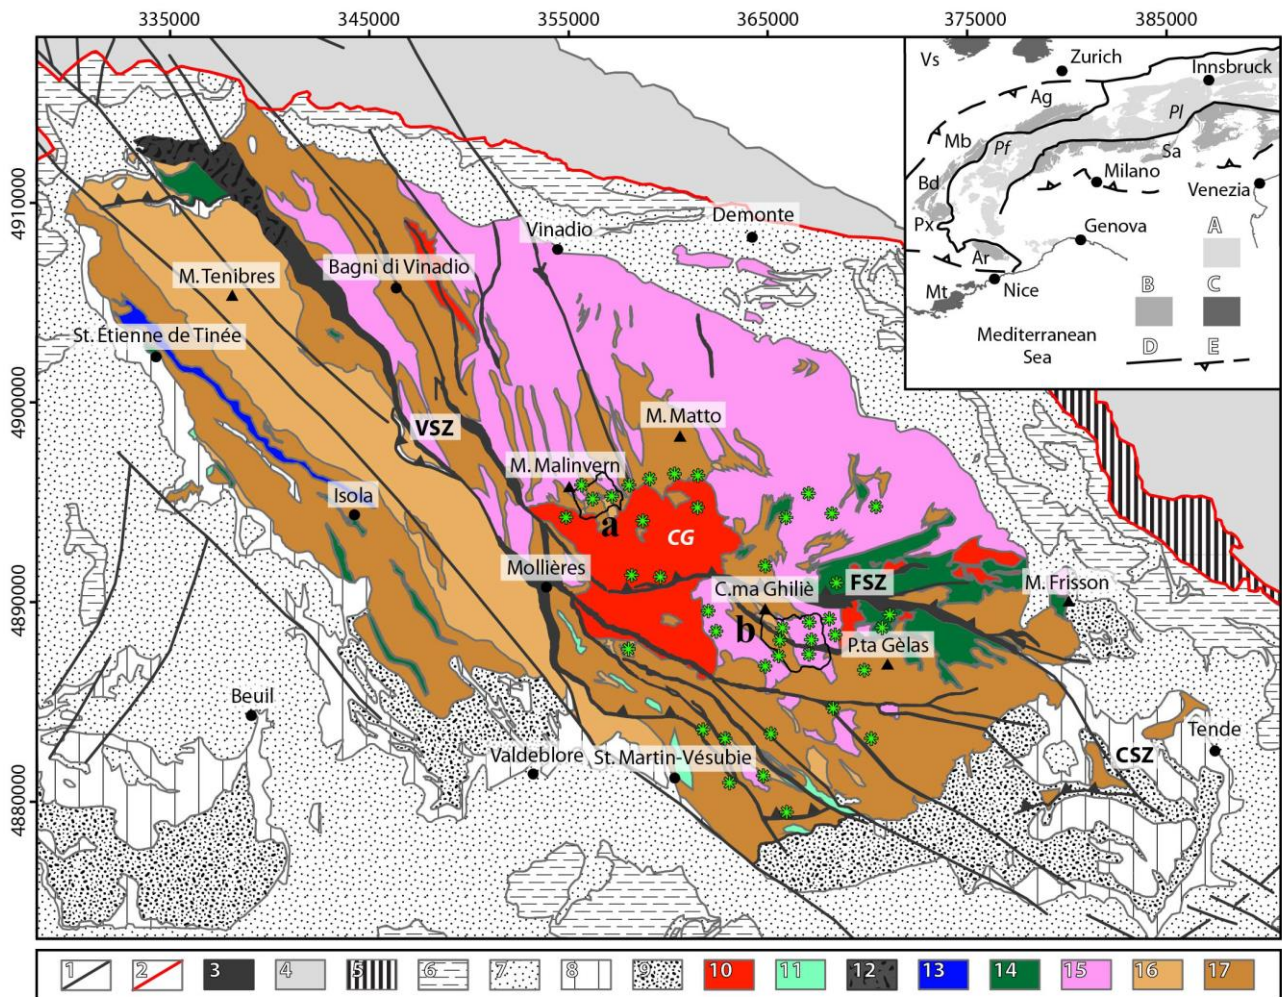 335000 345000 355000 365000 375000 385000
4910000
4900000
4890000
4880000
Vs
Zurich
Innsbruck
Ag
Pl
Mb
Pf
Sa
Milano
Bd
Venezia
Px
A
Genova
Ar
B C
Mt
Nice
Mediterranean
Sea
D E
Demonte
Vinadio
M. Tenibres
Bagni di Vinadio
St. Étienne de Tinée
M. Matto
VSZ
M. Malinvern
Isola
a
CG
Mollières
FSZ
M. Frisson
C.ma Ghiliè
b
P.ta Gèlas
Beuil
Tende
CSZ
Valdeblore
St. Martin-Vésubie
1 2 3 4 5 6 7 8 9 10 11 12 13 14 15 16 17